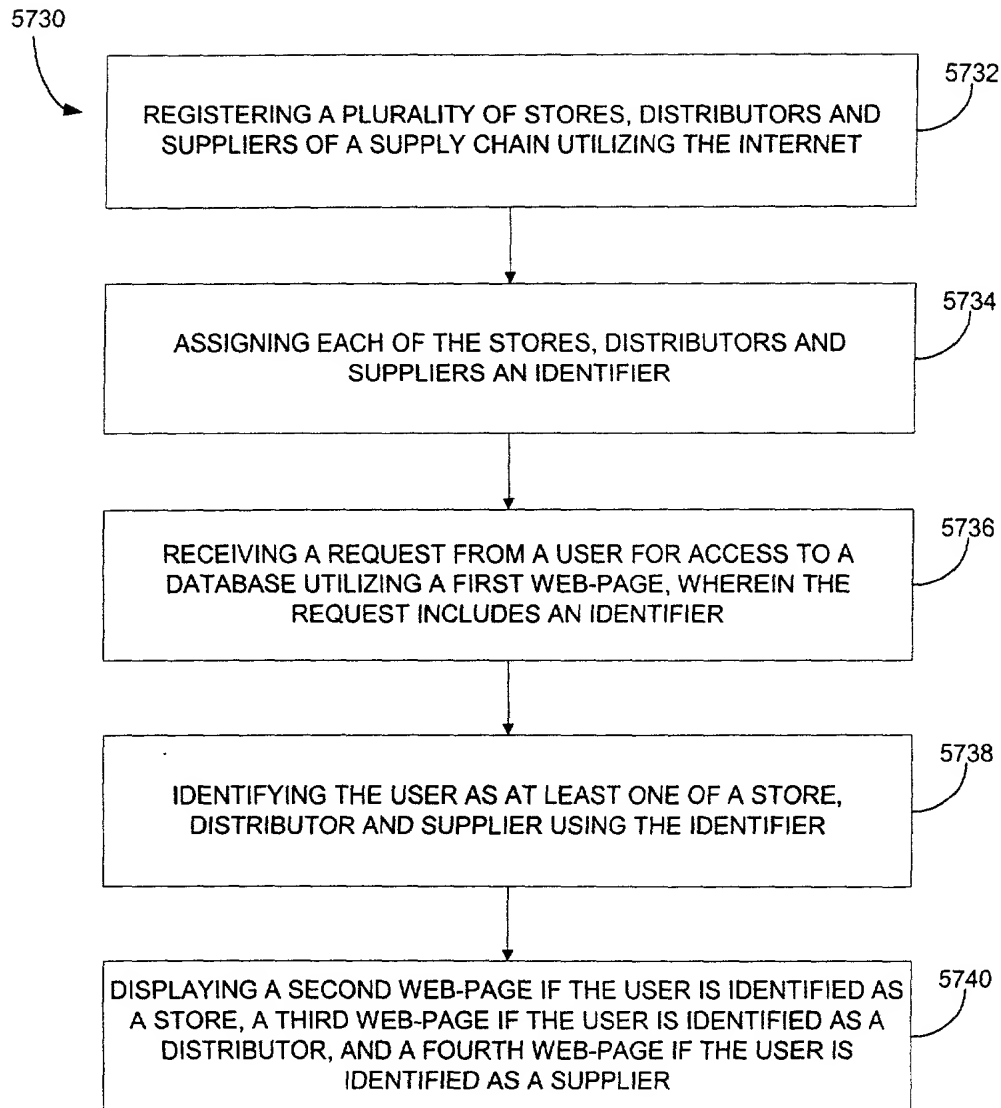 5730
5732
REGISTERING A PLURALITY OF STORES, DISTRIBUTORS AND
SUPPLIERS OF A SUPPLY CHAIN UTILIZING THE INTERNET
5734
ASSIGNING EACH OF THE STORES, DISTRIBUTORS AND
SUPPLIERS AN IDENTIFIER
5736
RECEIVING A REQUEST FROM A USER FOR ACCESS TO A
DATABASE UTILIZING A FIRST WEB-PAGE, WHEREIN THE
REQUEST INCLUDES AN IDENTIFIER
5738
IDENTIFYING THE USER AS AT LEAST ONE OF A STORE,
DISTRIBUTOR AND SUPPLIER USING THE IDENTIFIER
5740
DISPLAYING A SECOND WEB-PAGE IF THE USER IS IDENTIFIED AS
A STORE, A THIRD WEB-PAGE IF THE USER IS IDENTIFIED AS A
DISTRIBUTOR, AND A FOURTH WEB-PAGE IF THE USER IS
IDENTIFIED AS A SUPPLIER